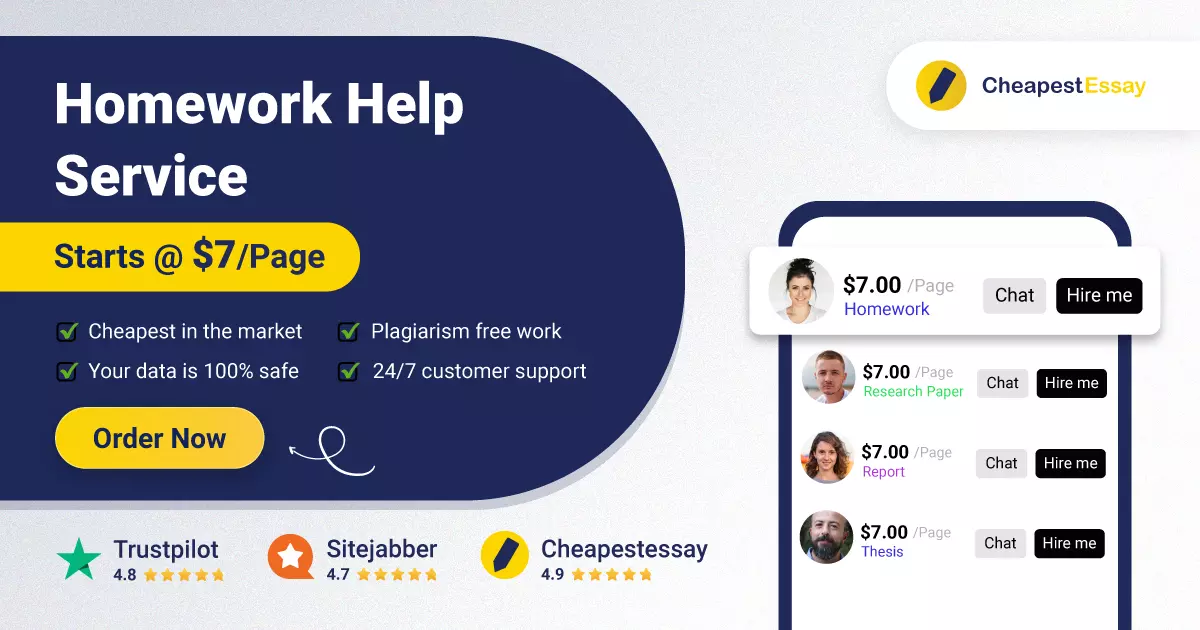 Homework Help
Service
Starts @ $7/Page
Cheapest in the market
Plagiarism free work
Your data is 100% safe
24/7 customer support
Order Now
Trustpilot
4.8
Sitejabber
4.7
Cheapestessay
4.9
CheapestEssay
$7.00 /Page
Homework
Chat
Hire me
$7.00 /Page
Research Paper
Chat
Hire me
$7.00 /Page
Report
Chat
Hire me
$7.00 /Page
Thesis
Chat
Hire me